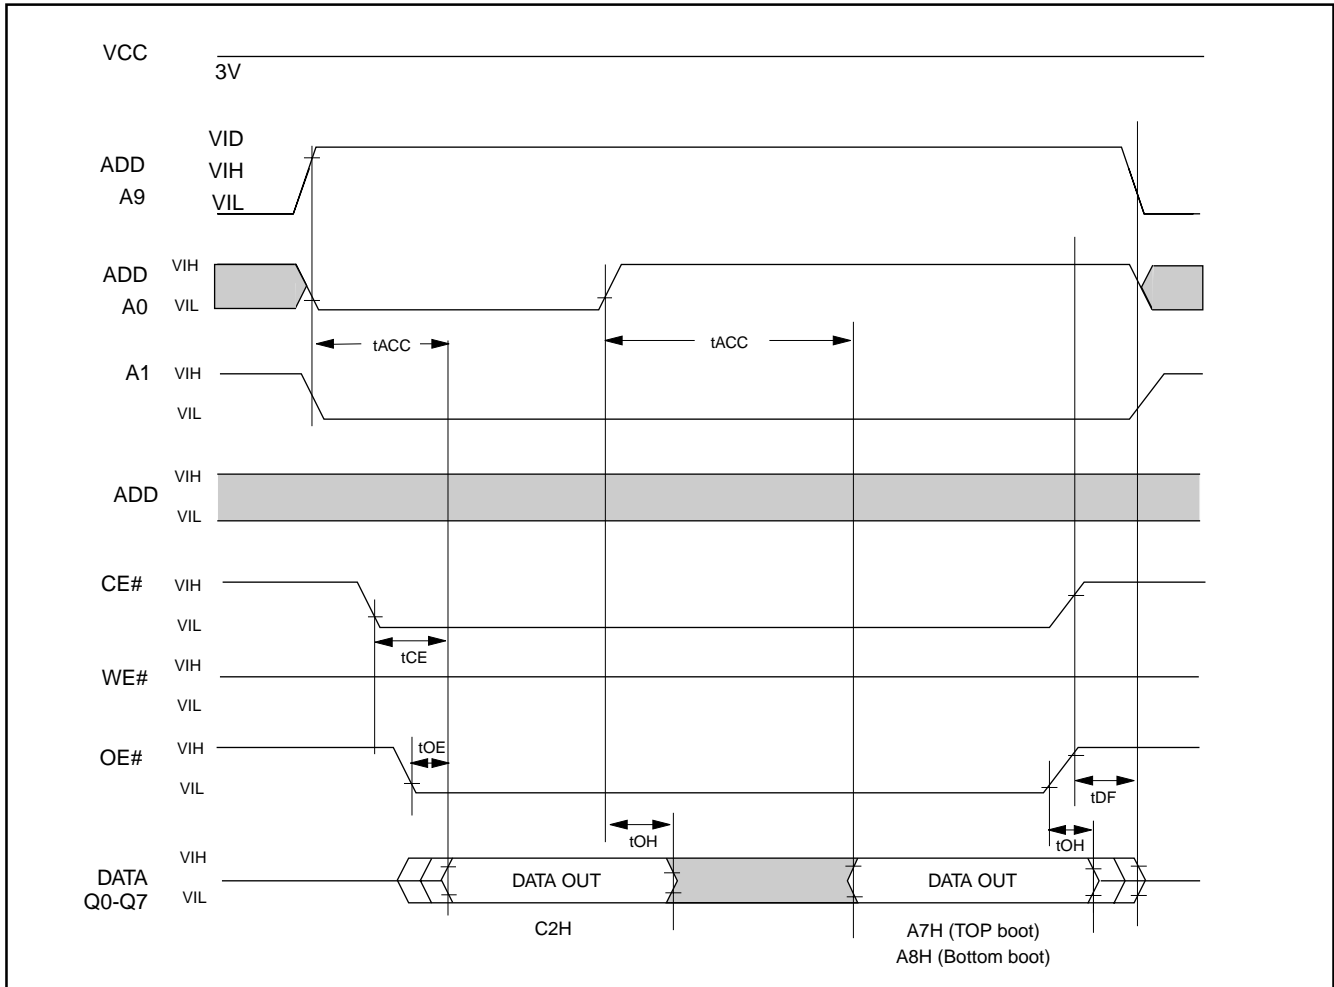 VCC
3V
VID
ADD
VIH
A9
VIL
ADD
VIH
A0
VIL
tACC
tACC
A1
VIH
VIL
VIH
ADD
VIL
CE#
VIH
VIL
tCE
WE#
VIH
VIL
OE#
VIH
tOE
VIL
tDF
tOH
tOH
VIH
DATA
Q0-Q7
VIL
DATA OUT
DATA OUT
C2H
A7H (TOP boot)
A8H (Bottom boot)